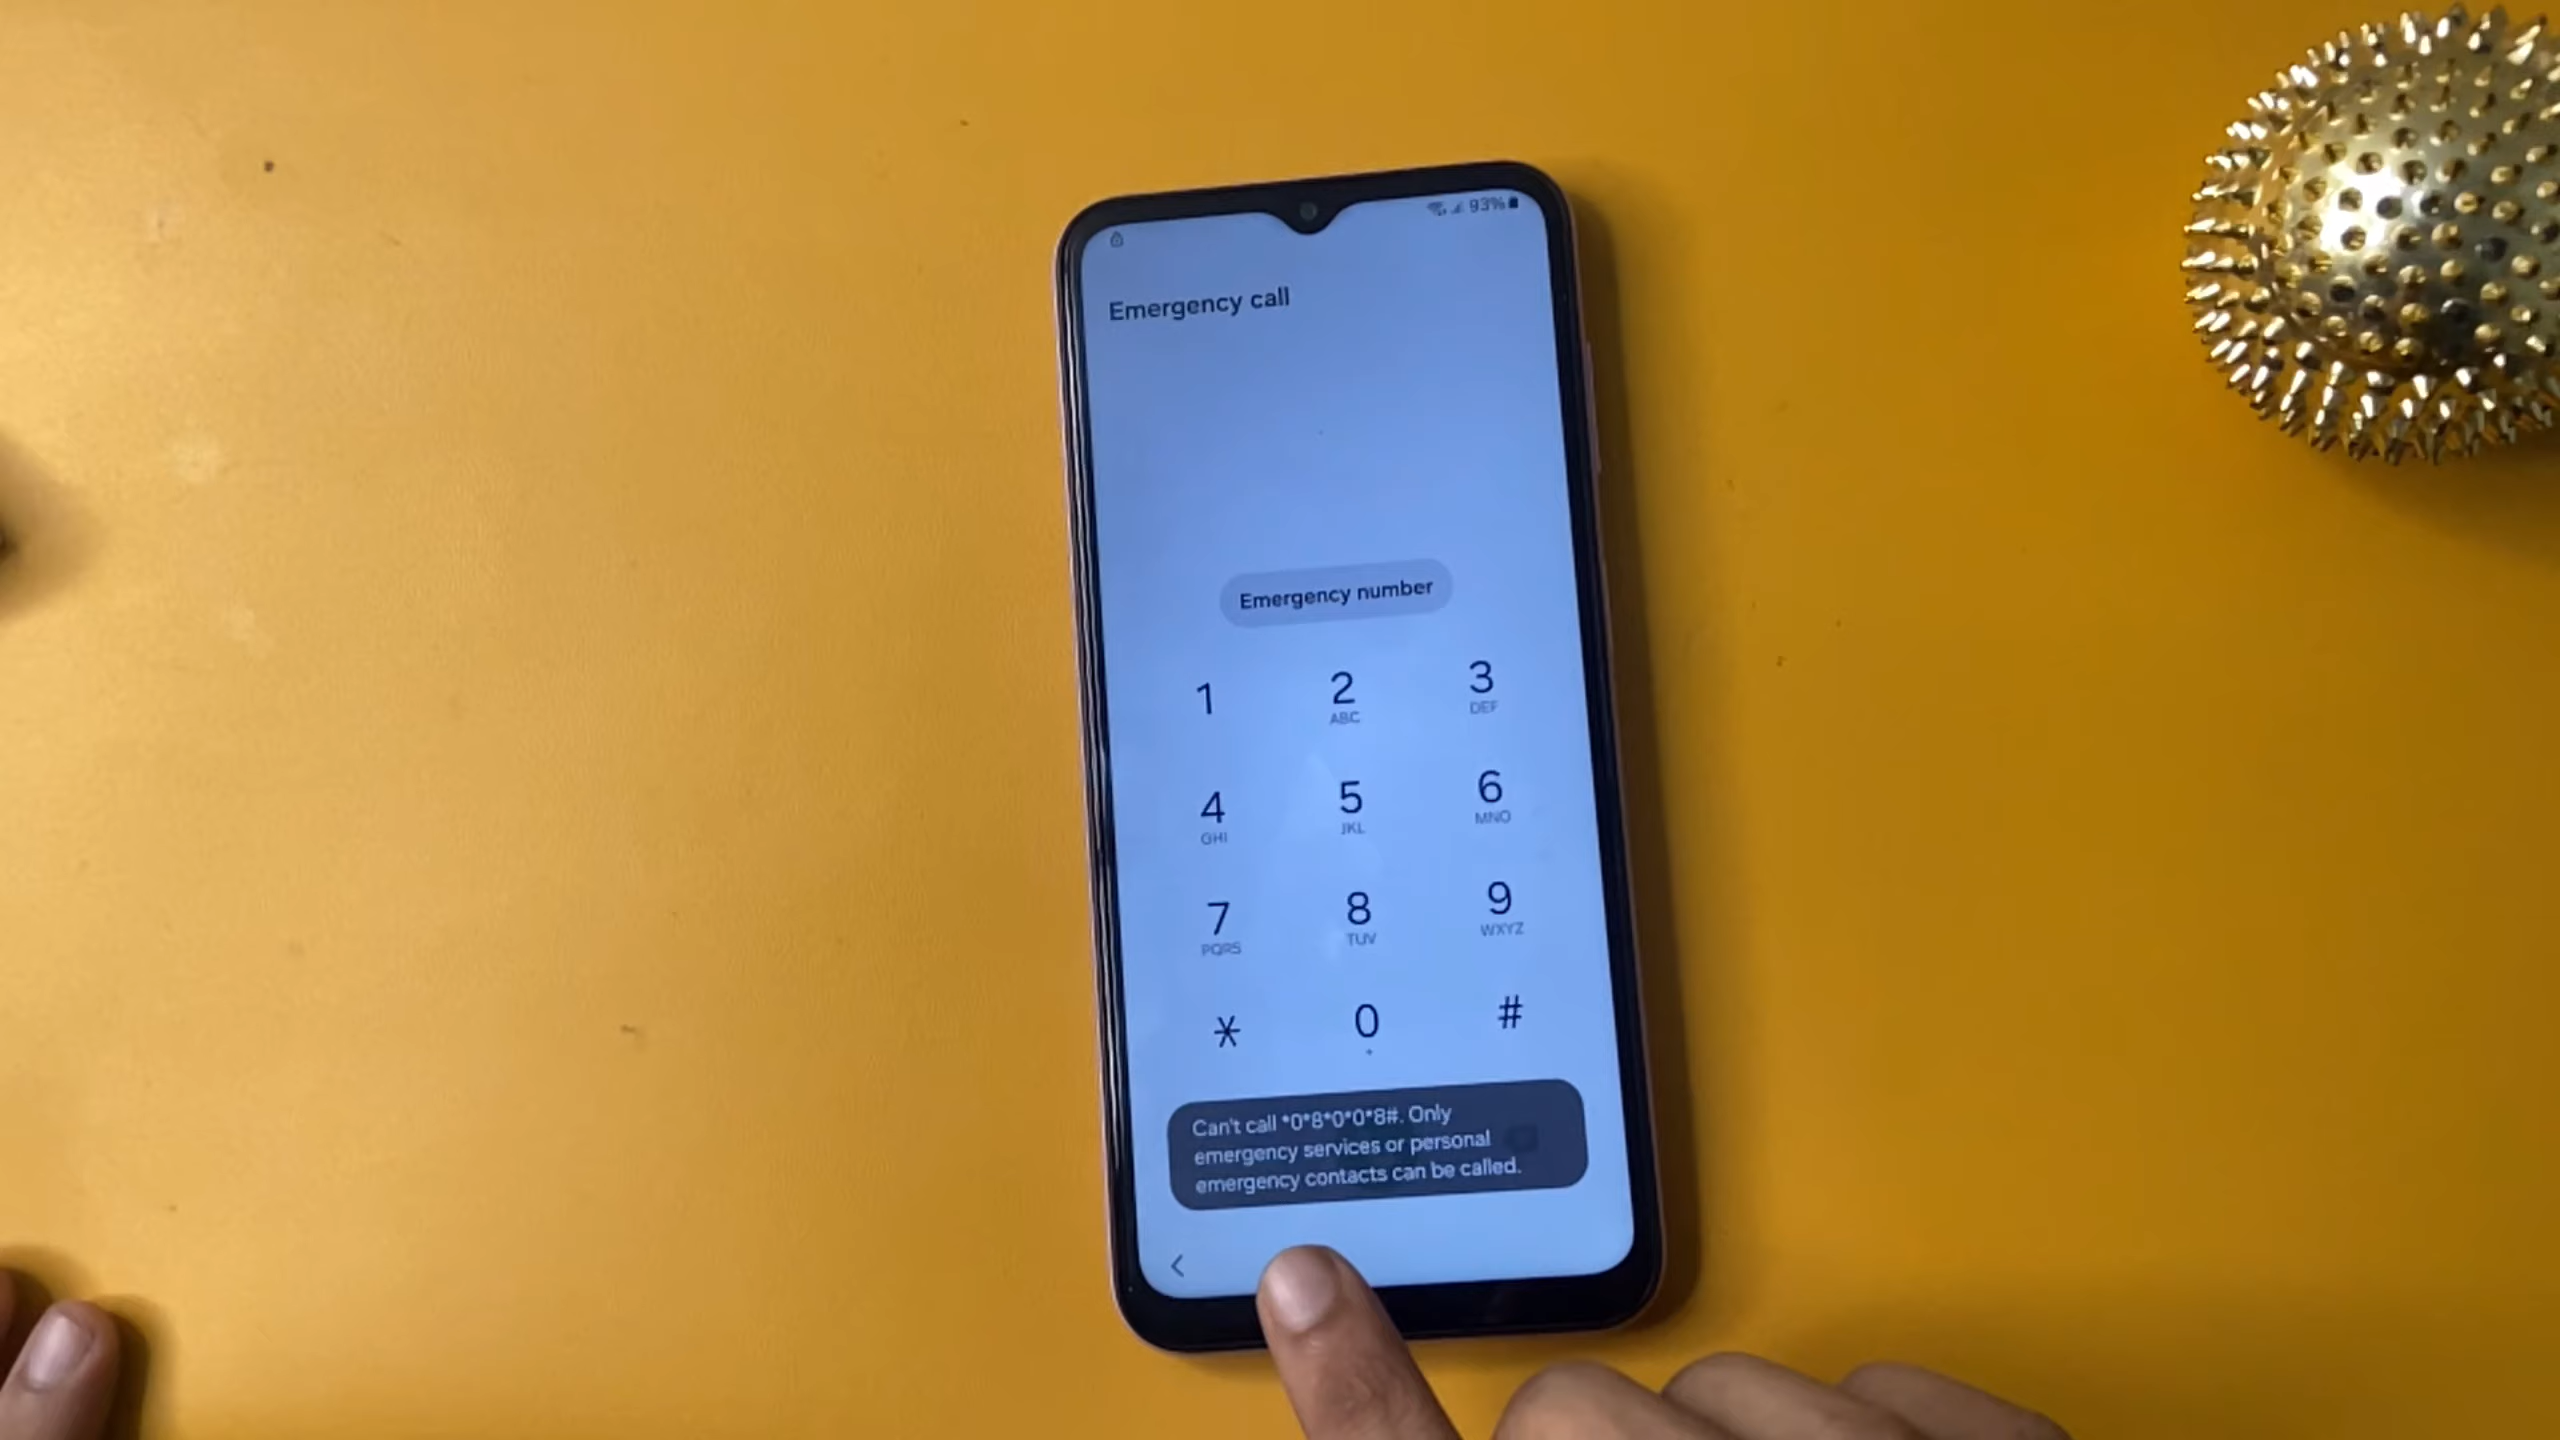 93%
Emergency call
Emergency number
1 2 3
ABC DEF
4 5 6
GHI JKL MNO
7 8 9
PQRS TUV WXYZ
* 0 #
+
Can't call *0*8*0*0*8#. Only
emergency services or personal
emergency contacts can be called.